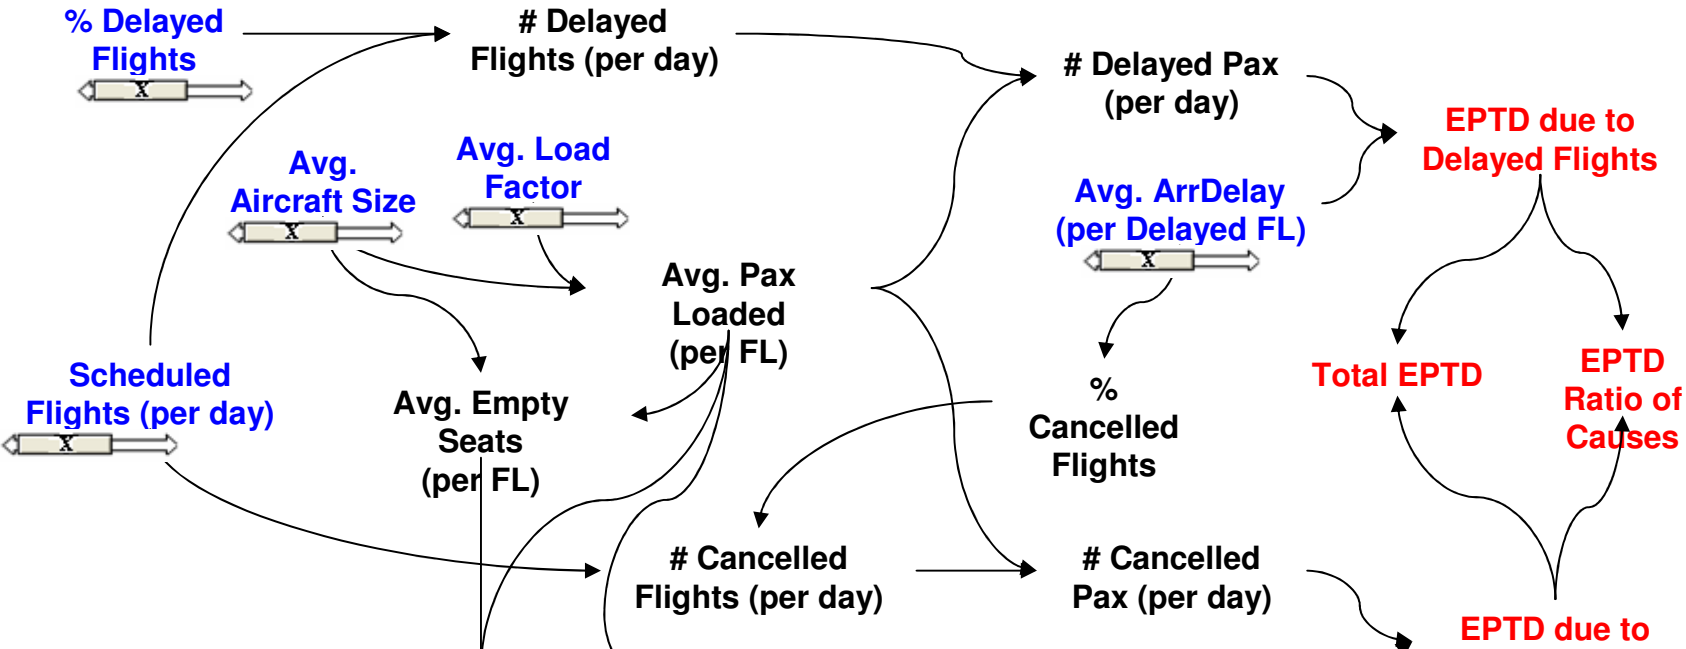 % Delayed
Flights
X
# Delayed
Flights (per day)
# Delayed Pax
(per day)
EPTD due to
Delayed Flights
Avg.
Aircraft Size
X
Avg. Load
Factor
X
Avg. ArrDelay
(per Delayed FL)
X
Avg. Pax
Loaded
(per FL)
Scheduled
Flights (per day)
X
Avg. Empty
Seats
(per FL)
%
Cancelled
Flights
Total EPTD
EPTD
Ratio of
Causes
# Cancelled
Flights (per day)
# Cancelled
Pax (per day)
EPTD due to